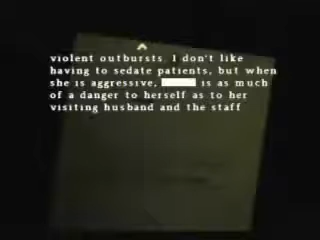 violent outbursts. I don't like
having to sedate patients, but when
she is aggressive, is as much
of a danger to herself as to her
visiting husband and the staff